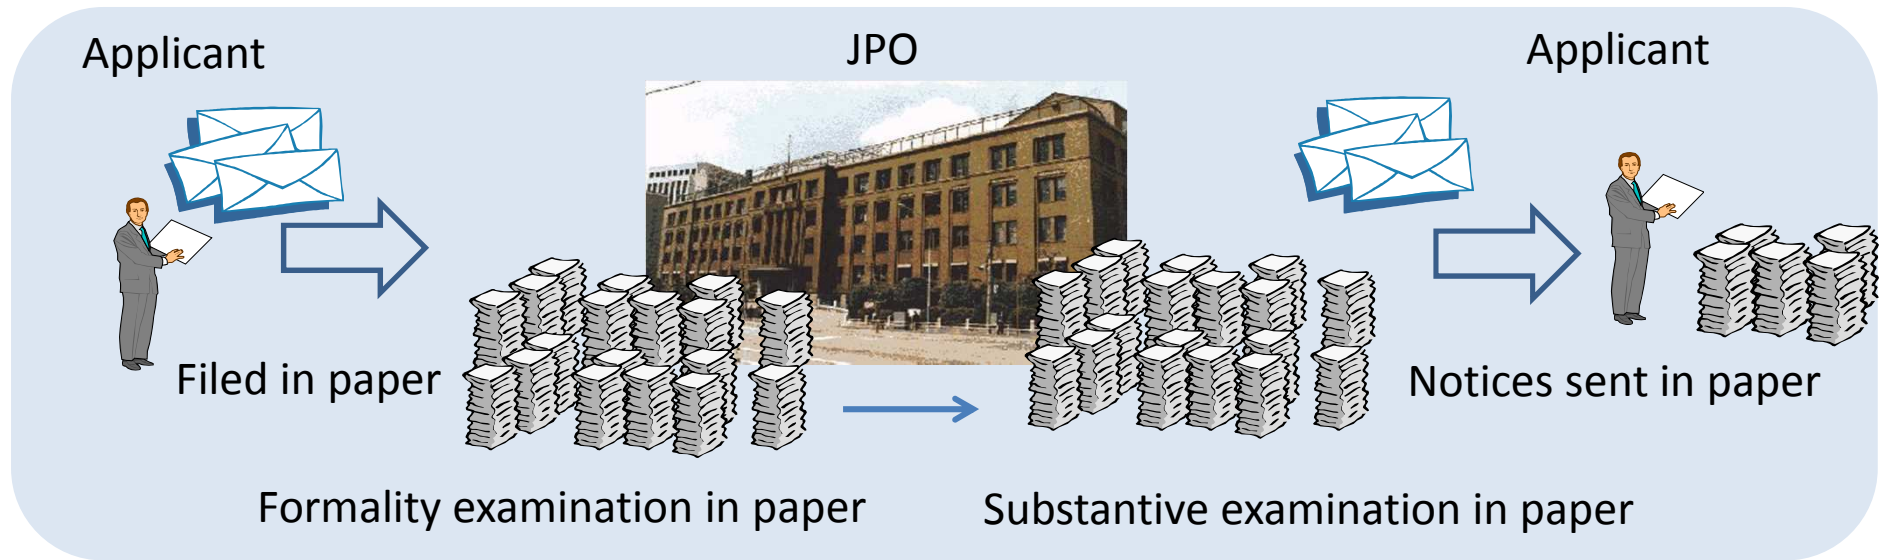 Applicant
JPO
Applicant
Filed in paper
Notices sent in paper
Formality examination in paper
Substantive examination in paper